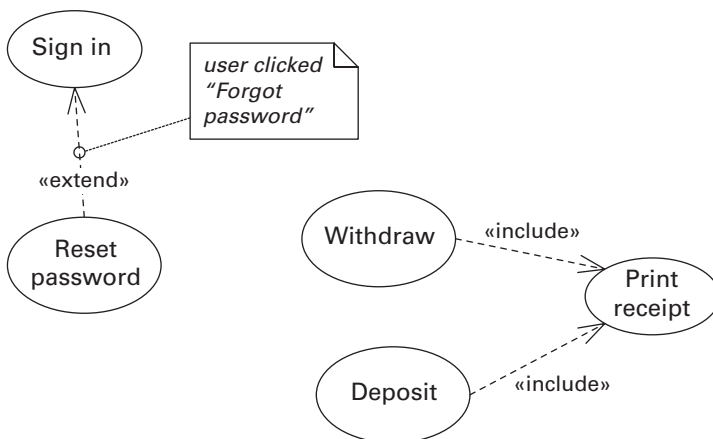 Sign in
user clicked
“Forgot
password”
«extend»
Reset
password
Withdraw
«include»
Print
receipt
Deposit
«include»